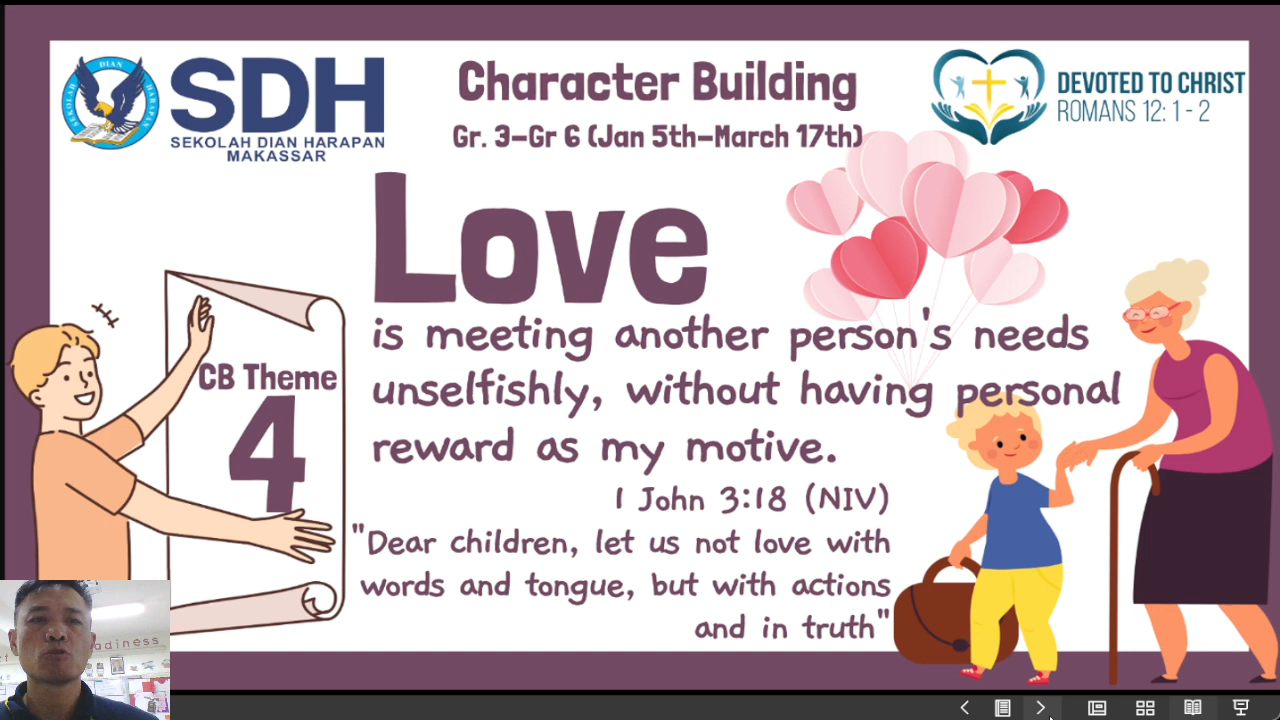 SDH
SEKOLAH DIAN HARAPAN
MAKASSAR
SEKOLAH DIAN HARAPAN
Character Building
Gr. 3-Gr 6 (Jan 5th-March 17th)
DEVOTED TO CHRIST
ROMANS 12: 1 - 2
Love
is meeting another person's needs
unselfishly, without having personal
reward as my motive.
CB Theme
4
1 John 3:18 (NIV)
"Dear children, let us not love with
words and tongue, but with actions
and in truth"